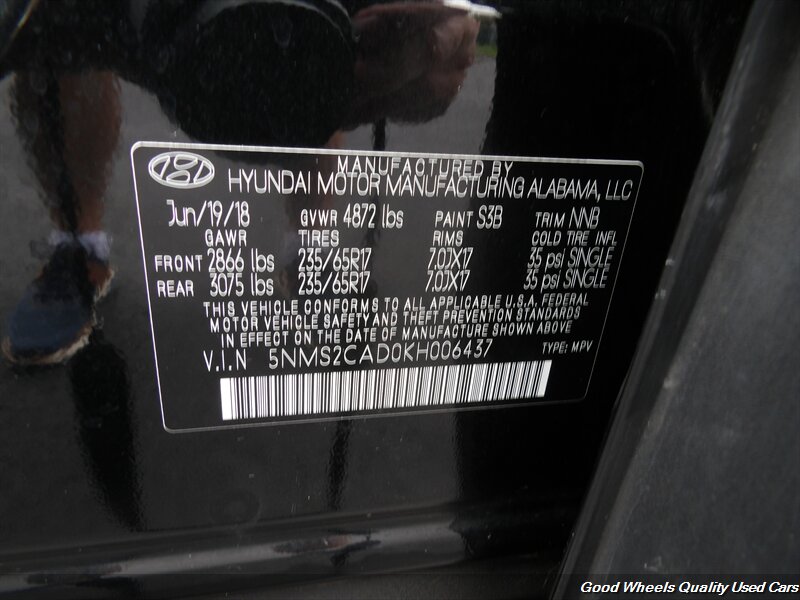 MANUFACTURED BY
HYUNDAI MOTOR MANUFACTURING ALABAMA, LLC
Jun/19/18 GVWR 4872 lbs PAINT S3B TRIM NNB
GAWR TIRES RIMS COLD TIRE INFL
FRONT 2866 lbs 235/65R17 7.0JX17 35 psi SINGLE
REAR 3075 lbs 235/65R17 7.0JX17 35 psi SINGLE
THIS VEHICLE CONFORMS TO ALL APPLICABLE U.S.A. FEDERAL
MOTOR VEHICLE SAFETY AND THEFT PREVENTION STANDARDS
IN EFFECT ON THE DATE OF MANUFACTURE SHOWN ABOVE
V.I.N 5NMS2CAD0KH006437 TYPE: MPV
Good Wheels Quality Used Cars